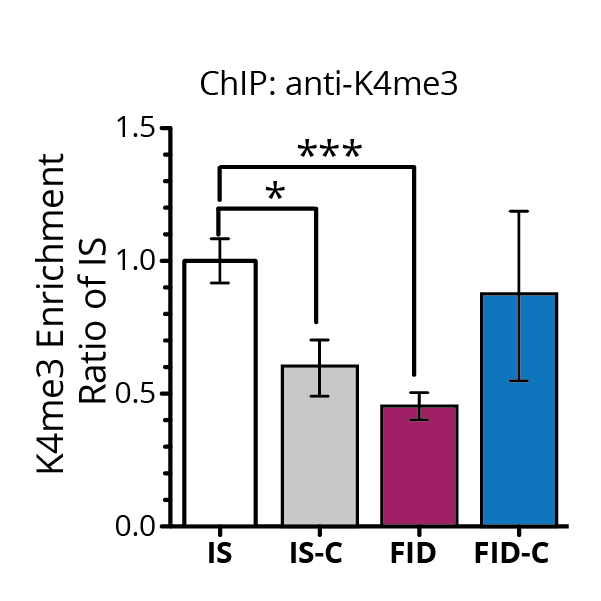 ChIP: anti-K4me3
1.5
***
*
1.0
K4me3 Enrichment
Ratio of IS
0.5
0.0
IS IS-C FID FID-C